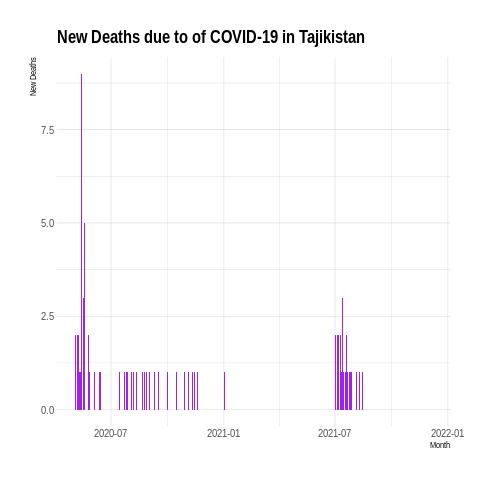 New Deaths due to of COVID-19 in Tajikistan
New Deaths
7.5
5.0
2.5
0.0
2020-07
2021-01
2021-07
2022-01
Month